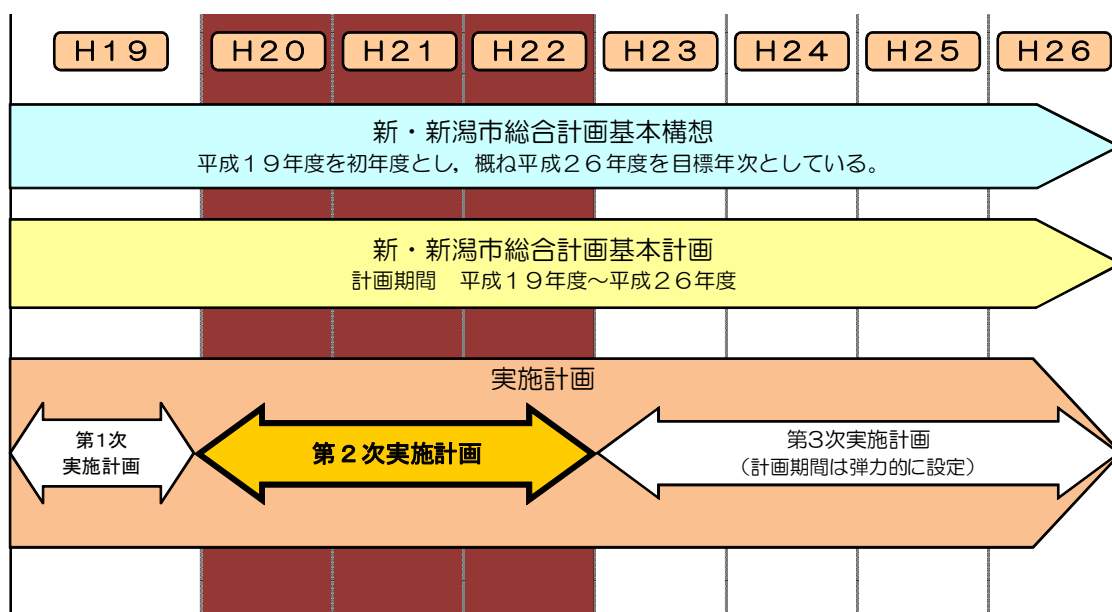 H19 H20 H21 H22 H23 H24 H25 H26
新・新潟市総合計画基本構想
平成19年度を初年度とし，概ね平成26年度を目標年次としている。
新・新潟市総合計画基本計画
計画期間　平成19年度～平成26年度
実施計画
第1次
実施計画
第２次実施計画
第3次実施計画
（計画期間は弾力的に設定）